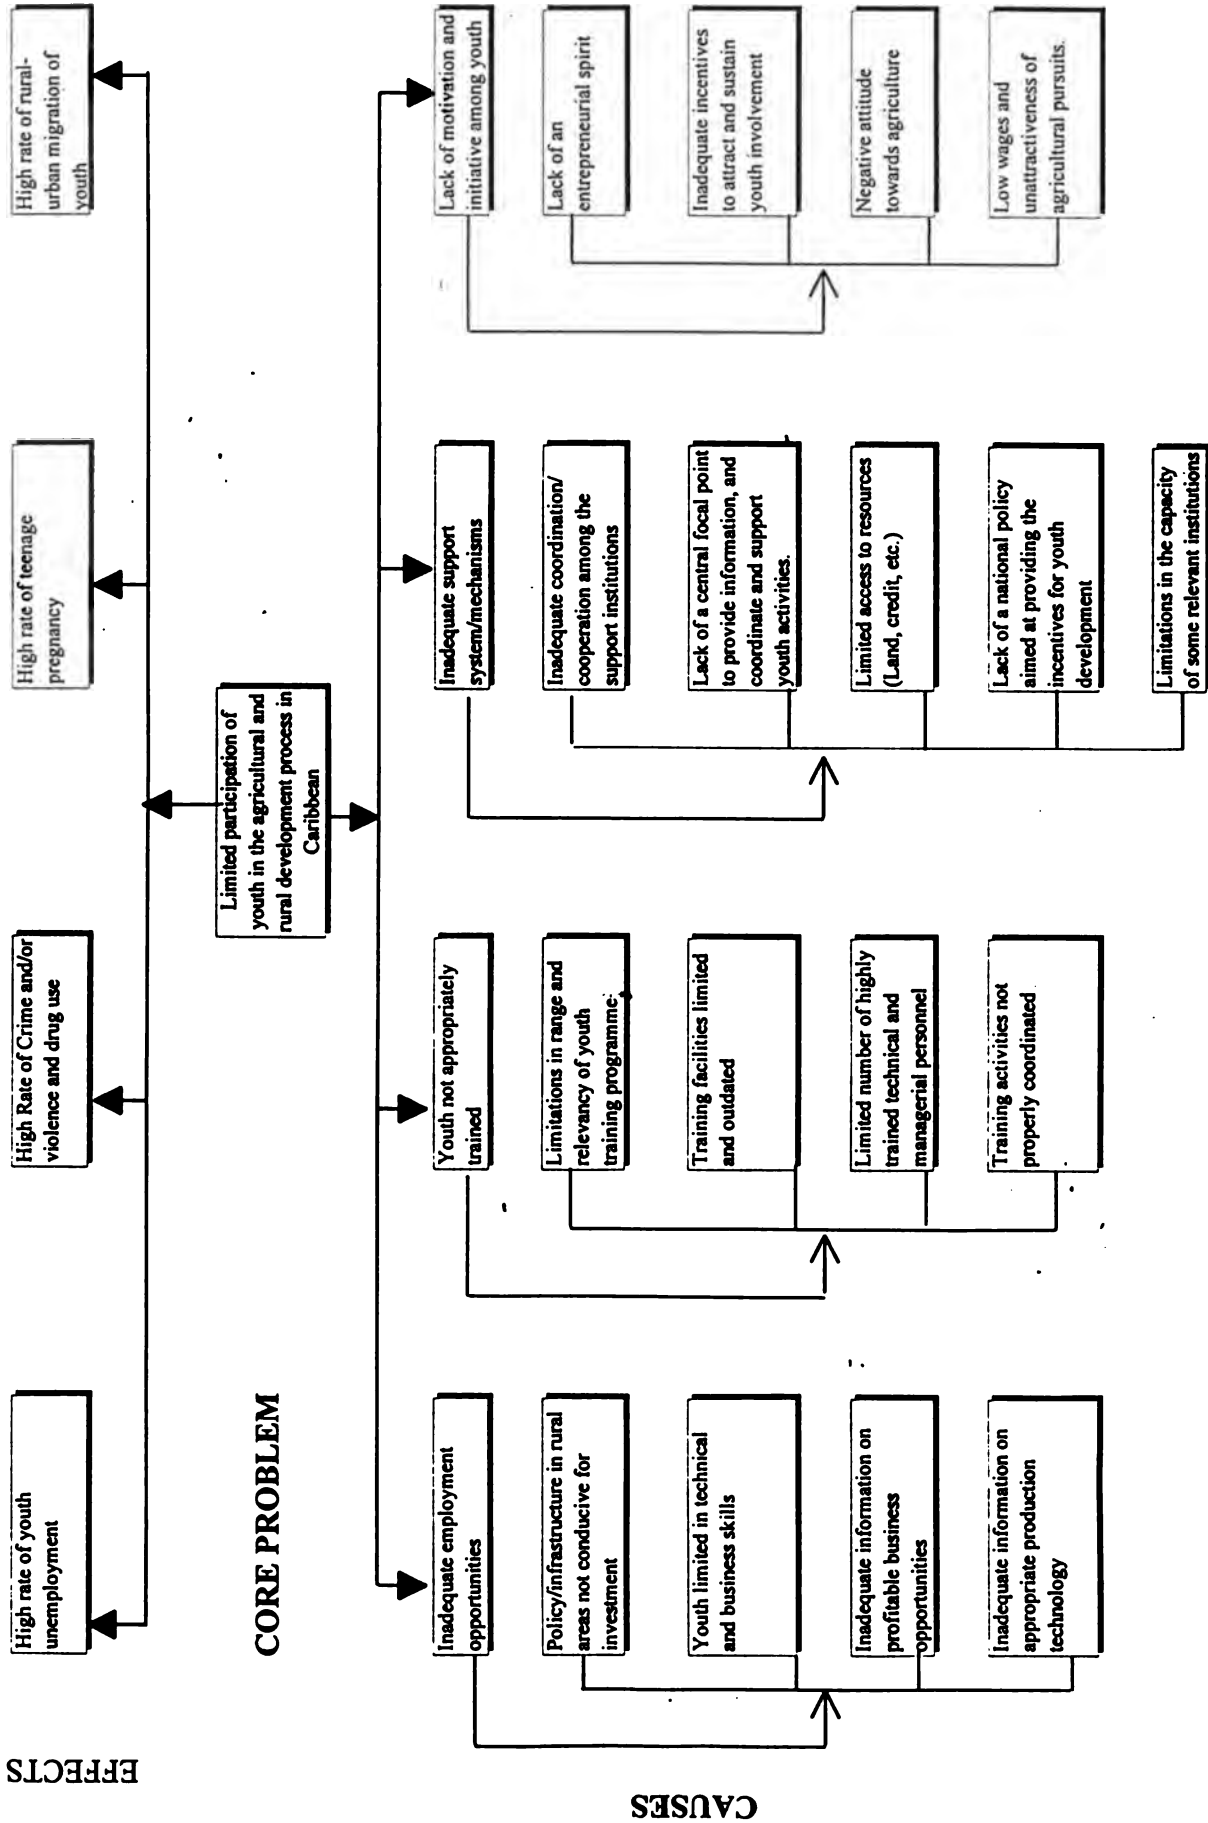 EFFECTS
High rate of youth
unemployment
High Rate of Crime and/or
violence and drug use
High rate of teenage
pregnancy
High rate of rural-
urban migration of
youth
CORE PROBLEM
Limited participation of
youth in the agricultural and
rural development process in
Caribbean
CAUSES
Inadequate employment
opportunities
Policy/infrastructure in rural
areas not conducive for
investment
Youth limited in technical
and business skills
Inadequate information on
profitable business
opportunities
Inadequate information on
appropriate production
technology
Youth not appropriately
trained
Limitations in range and
relevancy of youth
training programme
Training facilities limited
and outdated
Limited number of highly
trained technical and
managerial personnel
Training activities not
properly coordinated
Inadequate support
system/mechanisms
Inadequate coordination/
cooperation among the
support institutions
Lack of a central focal point
to provide information, and
coordinate and support
youth activities.
Limited access to resources
(Land, credit, etc.)
Lack of a national policy
aimed at providing the
incentives for youth
development
Limitations in the capacity
of some relevant institutions
Lack of motivation and
initiative among youth
Lack of an
entrepreneurial spirit
Inadequate incentives
to attract and sustain
youth involvement
Negative attitude
towards agriculture
Low wages and
unattractiveness of
agricultural pursuits.